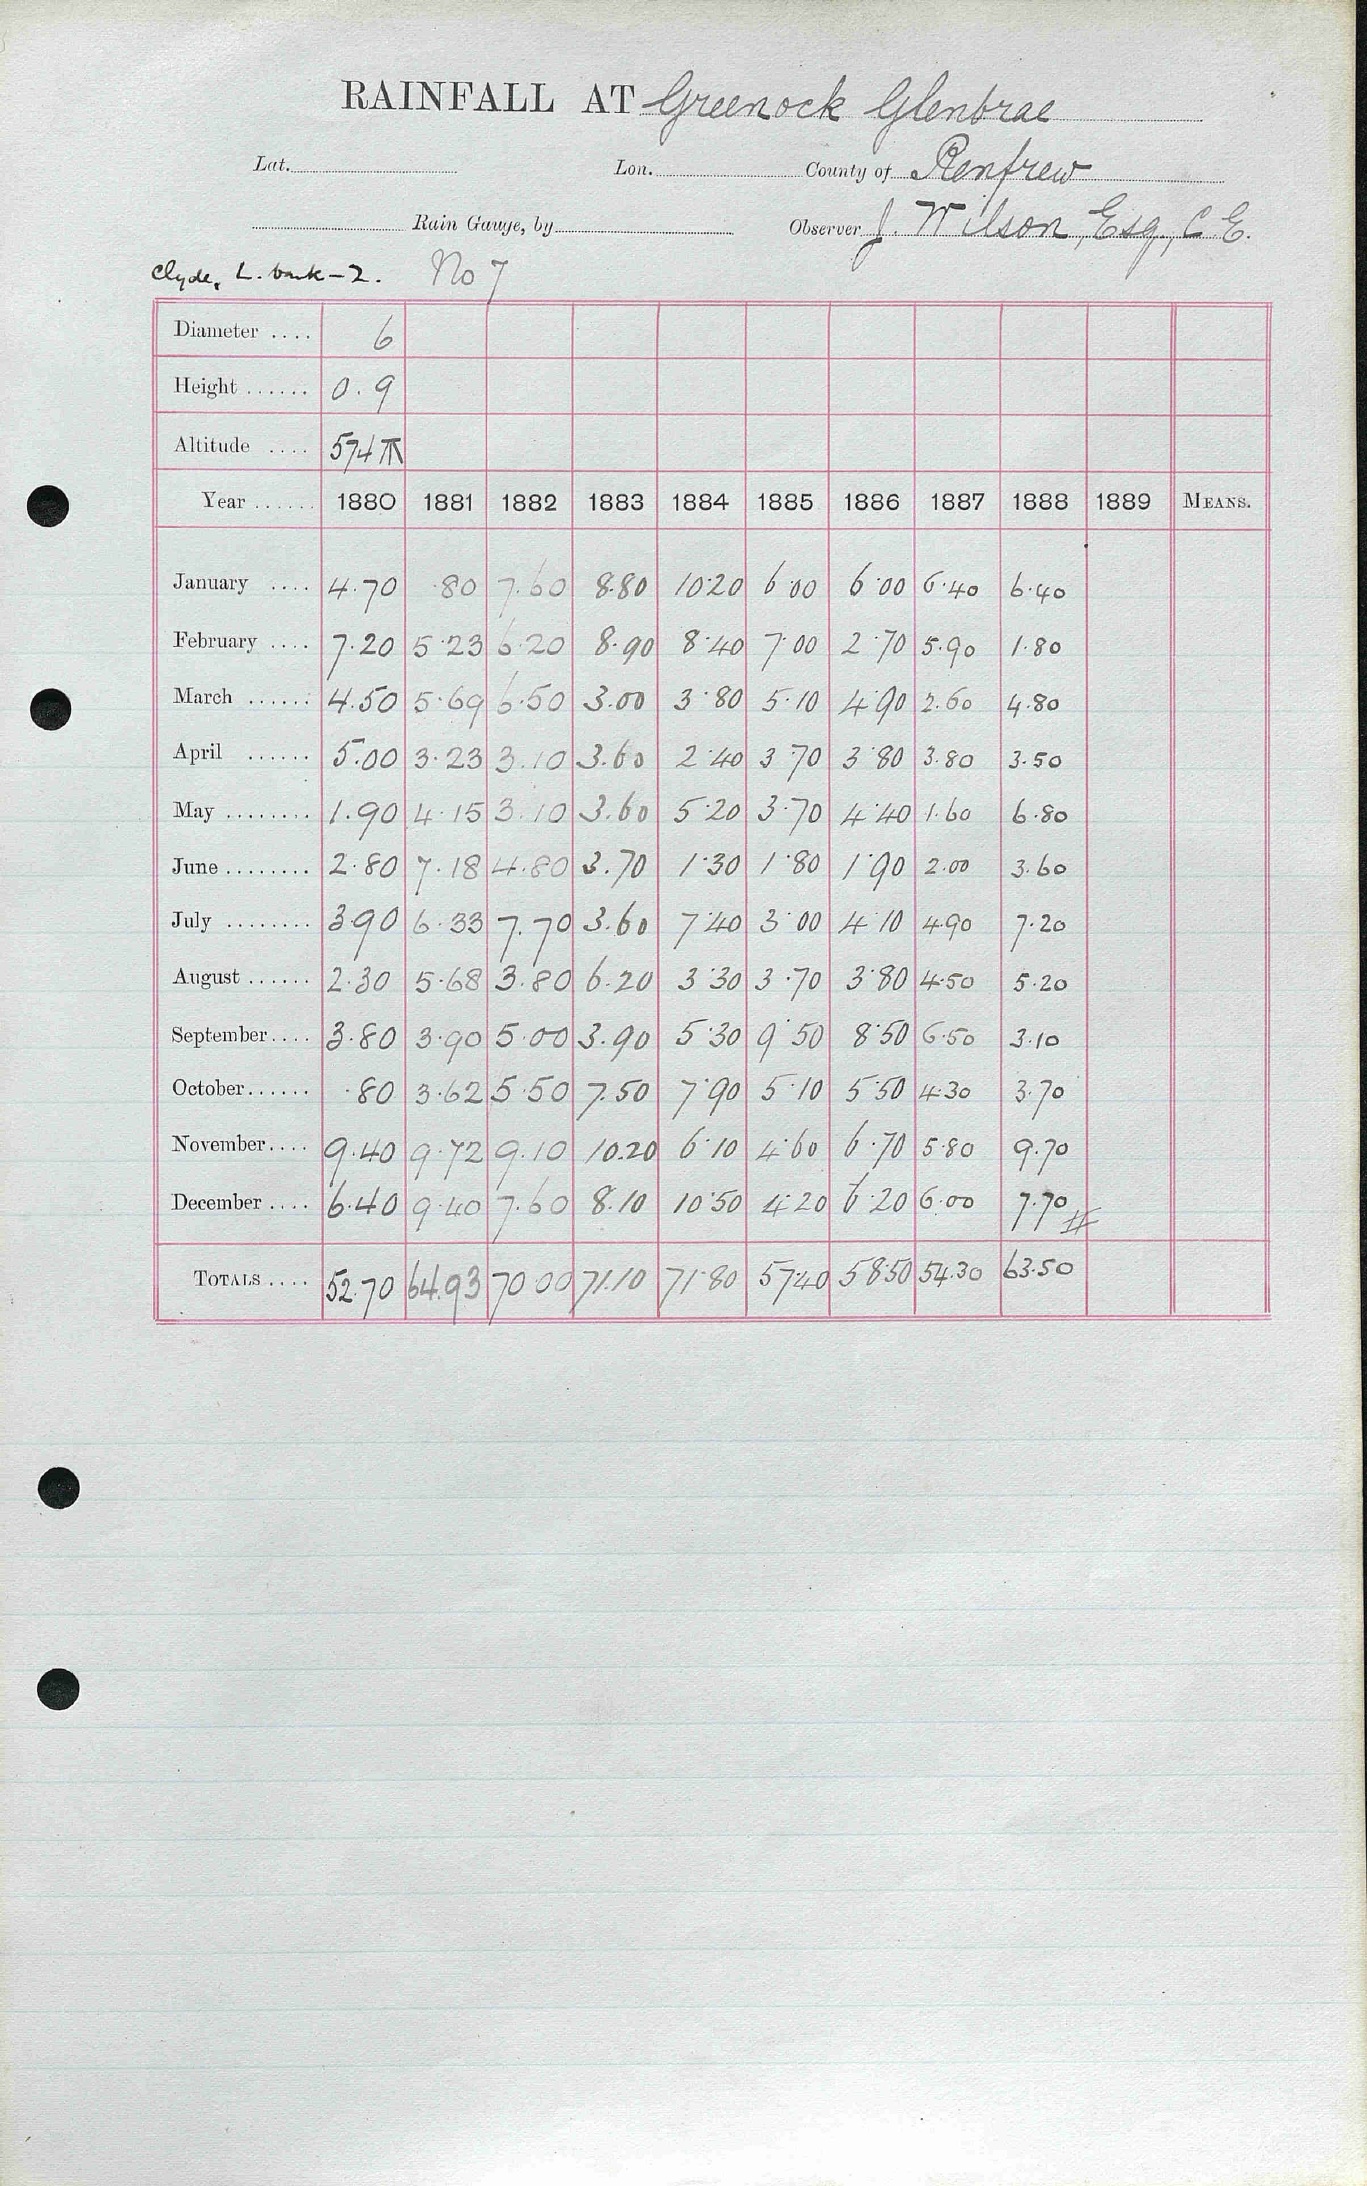 RAINFALL AT Greenock Glenbrae
Lat. Lon. County of Renfrew
Rain Gauge, by Observer J. Wilson, Esq., C. E.
Clyde, L. bank-2. No 7
Diameter .... 6
Height ...... 0.9
Altitude .... 574
Year ...... 1880 1881 1882 1883 1884 1885 1886 1887 1888 1889 MEANS.
January .... 4.70 .80 7.60 8.80 10.20 6.00 6.00 6.40 6.40
February .... 7.20 5.23 6.20 8.90 8.40 7.00 2.70 5.90 1.80
March ...... 4.50 5.69 6.50 3.00 3.80 5.10 4.90 2.60 4.80
April ...... 5.00 3.23 3.10 3.60 2.40 3.70 3.80 3.80 3.50
May ........ 1.90 4.15 3.10 3.60 5.20 3.70 4.40 1.60 6.80
June ........ 2.80 7.18 4.80 3.70 1.30 1.80 1.90 2.00 3.60
July ........ 3.90 6.33 7.70 3.60 7.40 3.00 4.10 4.90 7.20
August ...... 2.30 5.68 3.80 6.20 3.30 3.70 3.80 4.50 5.20
September.... 3.80 3.90 5.00 3.90 5.30 9.50 8.50 6.50 3.10
October...... .80 3.62 5.50 7.50 7.90 5.10 5.50 4.30 3.70
November.... 9.40 9.72 9.10 10.20 6.10 4.60 6.70 5.80 9.70
December .... 6.40 9.40 7.60 8.10 10.50 4.20 6.20 6.00 7.70
TOTALS .... 52.70 64.93 70.00 71.10 71.80 57.40 58.50 54.30 63.50